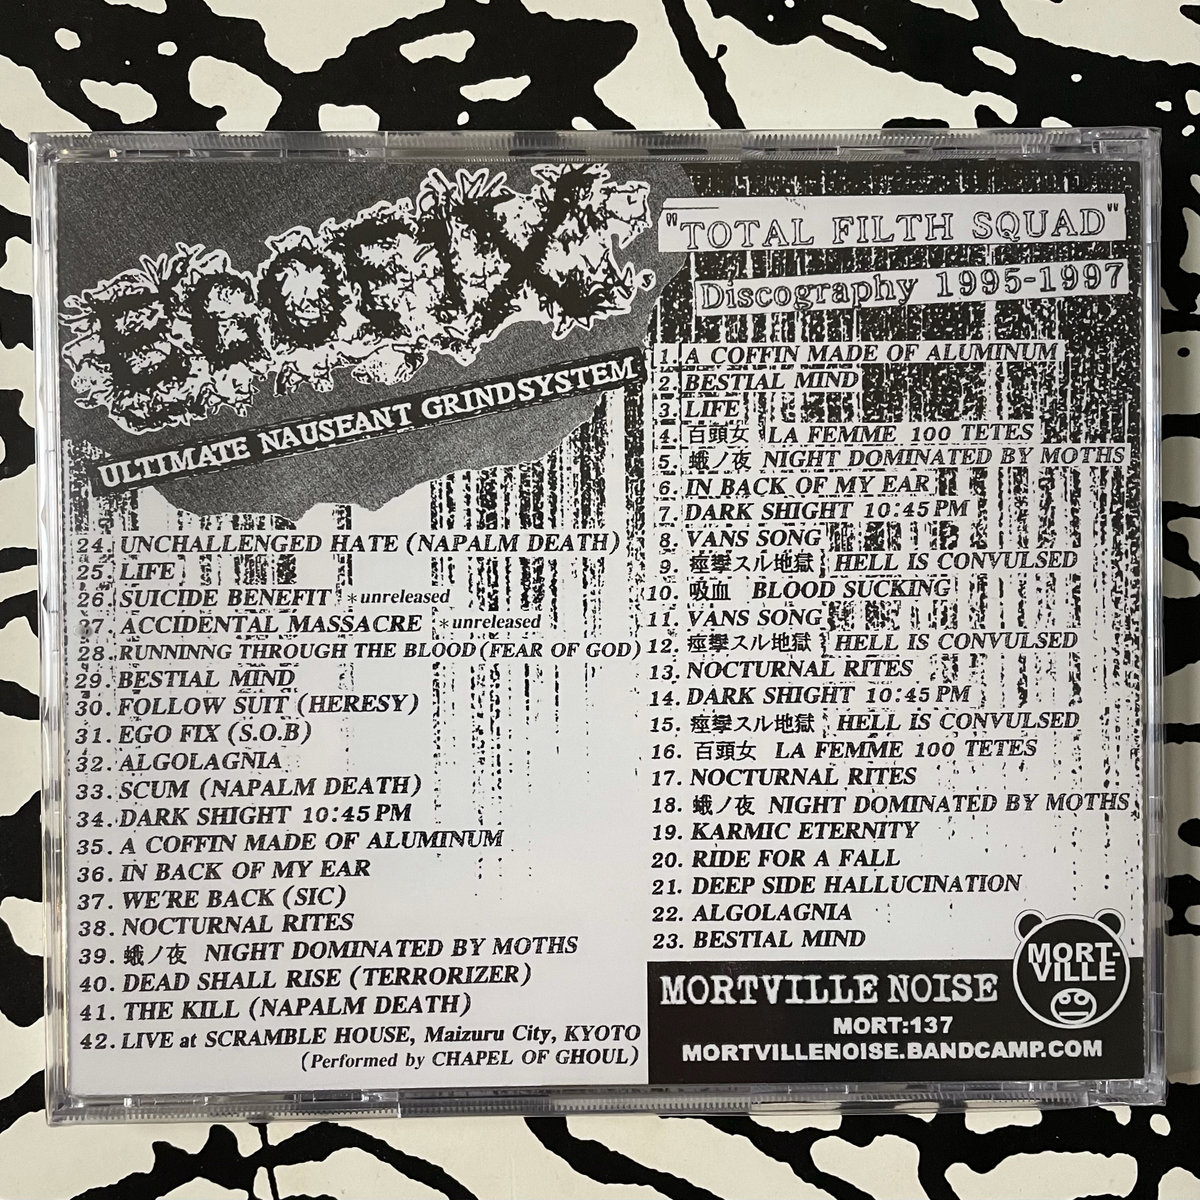 EGOFIX
ULTIMATE NAUSEANT GRINDSYSTEM
"TOTAL FILTH SQUAD"
Discography 1995-1997
1. A COFFIN MADE OF ALUMINUM
2. BESTIAL MIND
3. LIFE
4. 百頭女 LA FEMME 100 TETES
5. 蛾ノ夜 NIGHT DOMINATED BY MOTHS
6. IN BACK OF MY EAR
7. DARK SHIGHT 10:45PM
8. VANS SONG
9. 痙攣スル地獄 HELL IS CONVULSED
10. 吸血 BLOOD SUCKING
11. VANS SONG
12. 痙攣スル地獄 HELL IS CONVULSED
13. NOCTURNAL RITES
14. DARK SHIGHT 10:45PM
15. 痙攣スル地獄 HELL IS CONVULSED
16. 百頭女 LA FEMME 100 TETES
17. NOCTURNAL RITES
18. 蛾ノ夜 NIGHT DOMINATED BY MOTHS
19. KARMIC ETERNITY
20. RIDE FOR A FALL
21. DEEP SIDE HALLUCINATION
22. ALGOLAGNIA
23. BESTIAL MIND
24. UNCHALLENGED HATE (NAPALM DEATH)
25. LIFE
26. SUICIDE BENEFIT *unreleased
27. ACCIDENTAL MASSACRE *unreleased
28. RUNNINNG THROUGH THE BLOOD (FEAR OF GOD)
29. BESTIAL MIND
30. FOLLOW SUIT (HERESY)
31. EGO FIX (S.O.B)
32. ALGOLAGNIA
33. SCUM (NAPALM DEATH)
34. DARK SHIGHT 10:45PM
35. A COFFIN MADE OF ALUMINUM
36. IN BACK OF MY EAR
37. WE'RE BACK (SIC)
38. NOCTURNAL RITES
39. 蛾ノ夜 NIGHT DOMINATED BY MOTHS
40. DEAD SHALL RISE (TERRORIZER)
41. THE KILL (NAPALM DEATH)
42. LIVE at SCRAMBLE HOUSE, Maizuru City, KYOTO
(Performed by CHAPEL OF GHOUL)
MORTVILLE NOISE
MORT:137
MORTVILLENOISE.BANDCAMP.COM
MORT-
VILLE